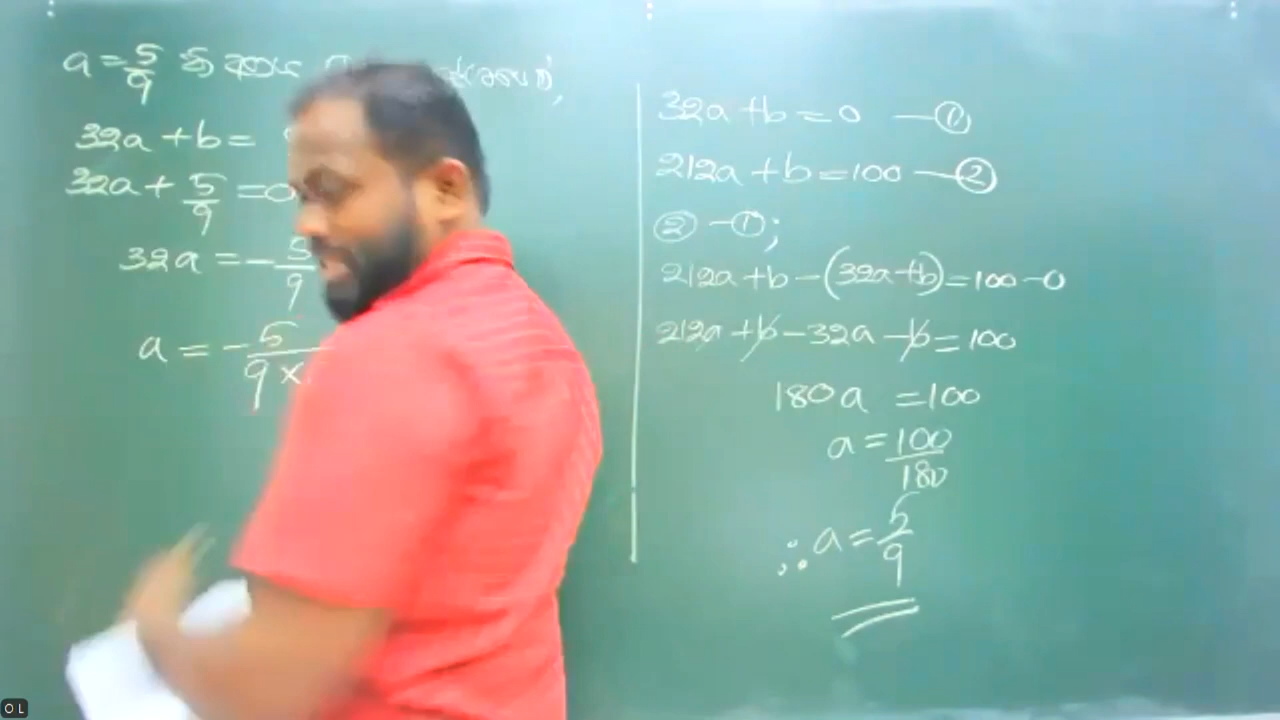 a = 5/9 හි අගය
32a + b =
32a + 5/9 = 0
32a = - 5/9
a = - 5/9 ×
32a + b = 0 — ①
212a + b = 100 — ②
② - ①;
212a + b - (32a + b) = 100 - 0
212a + b - 32a - b = 100
180a = 100
a = 100/180
∴ a = 5/9
O L